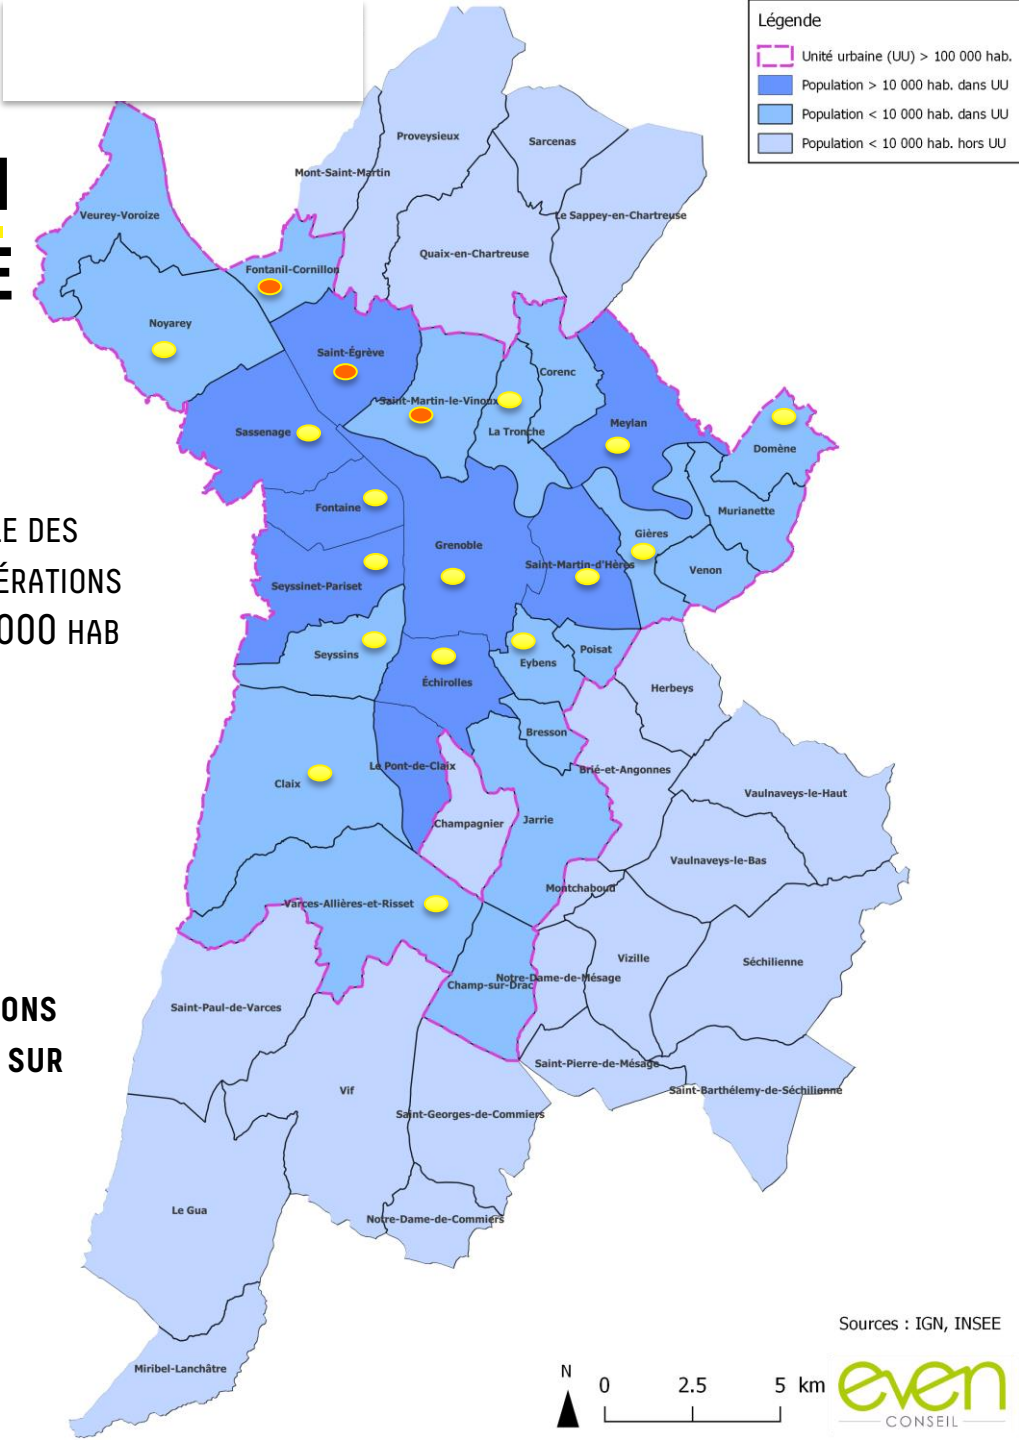 Légende
Unité urbaine (UU) > 100 000 hab.
Population > 10 000 hab. dans UU
Population < 10 000 hab. dans UU
Population < 10 000 hab. hors UU
Proveysieux
Sarcenas
Mont-Saint-Martin
Veurey-Voroize
Le Sappey-en-Chartreuse
Quaix-en-Chartreuse
Fontanil-Cornillon
Noyarey
Saint-Égrève
Corenc
Saint-Martin-le-Vinoux
Meylan
Sassenage
La Tronche
Domène
Fontaine
Murianette
E DES
Gières
Grenoble
Saint-Martin-d'Hères
Venon
ÉRATIONS
Seyssinet-Pariset
000 HAB
Seyssins
Poisat
Eybens
Échirolles
Herbeys
Bresson
Le Pont-de-Claix
Brié-et-Angonnes
Claix
Vaulnaveys-le-Haut
Champagnier
Jarrie
Vaulnaveys-le-Bas
Montchaboud
Varces-Allières-et-Risset
Vizille
Séchilienne
Notre-Dame-de-Mésage
Champ-sur-Drac
Saint-Paul-de-Varces
ONS
SUR
Saint-Pierre-de-Mésage
Vif
Saint-Barthélemy-de-Séchilienne
Saint-Georges-de-Commiers
Le Gua
Notre-Dame-de-Commiers
Sources : IGN, INSEE
Miribel-Lanchâtre
N
0 2.5 5 km
even
CONSEIL